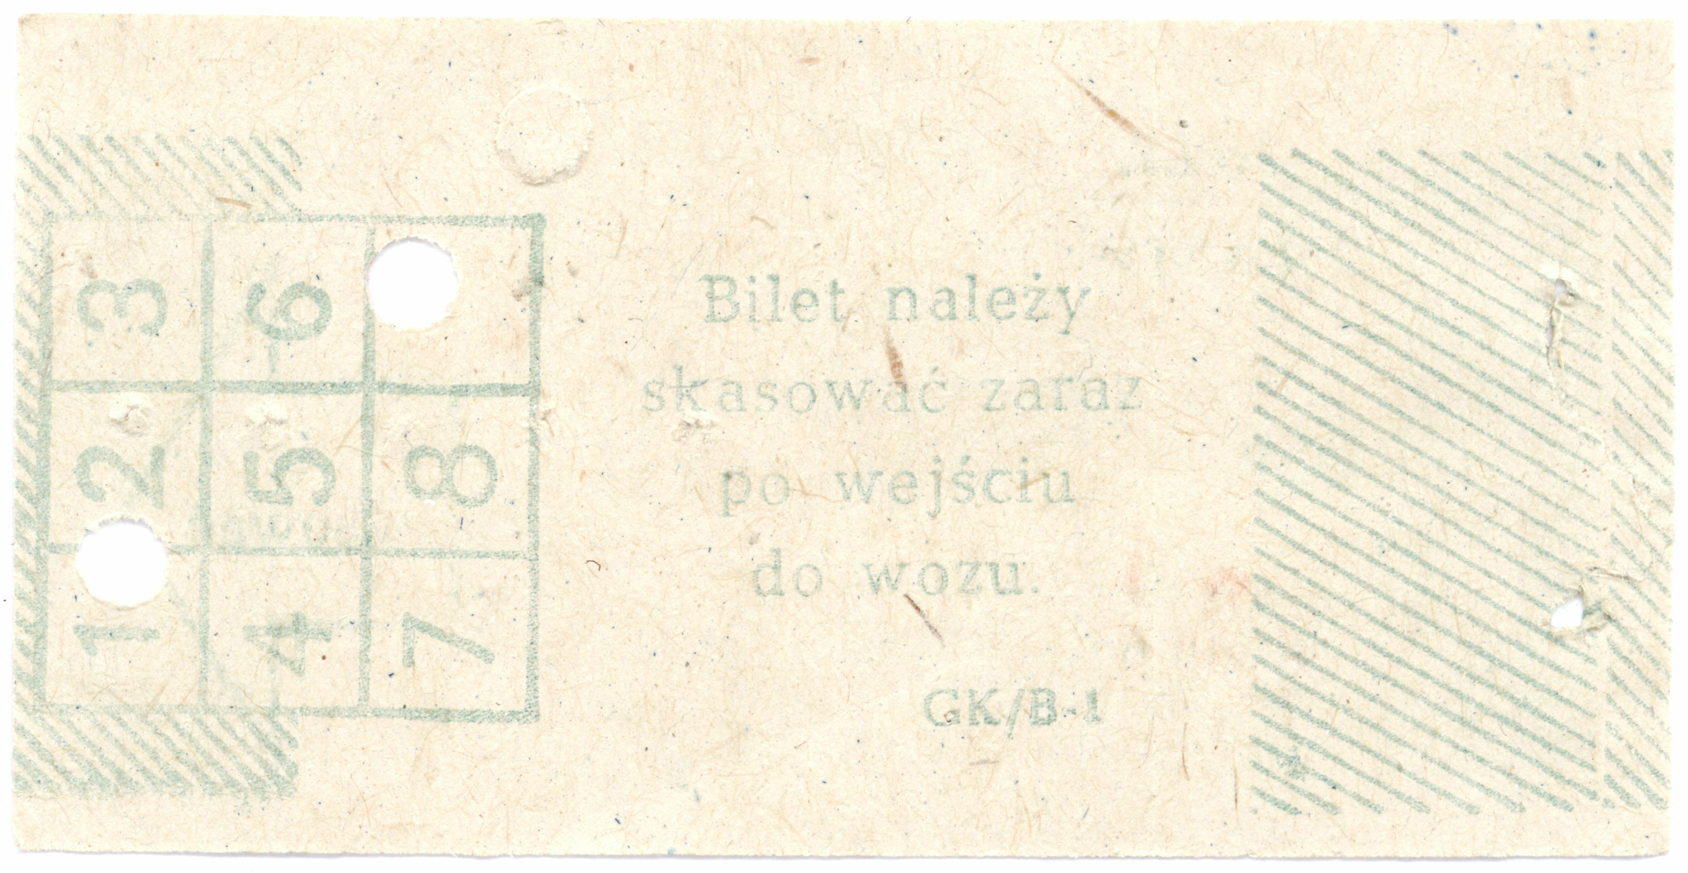 3 6
2 5 8
1 4 7
Bilet należy
skasować zaraz
po wejściu
do wozu.
GK/B-1